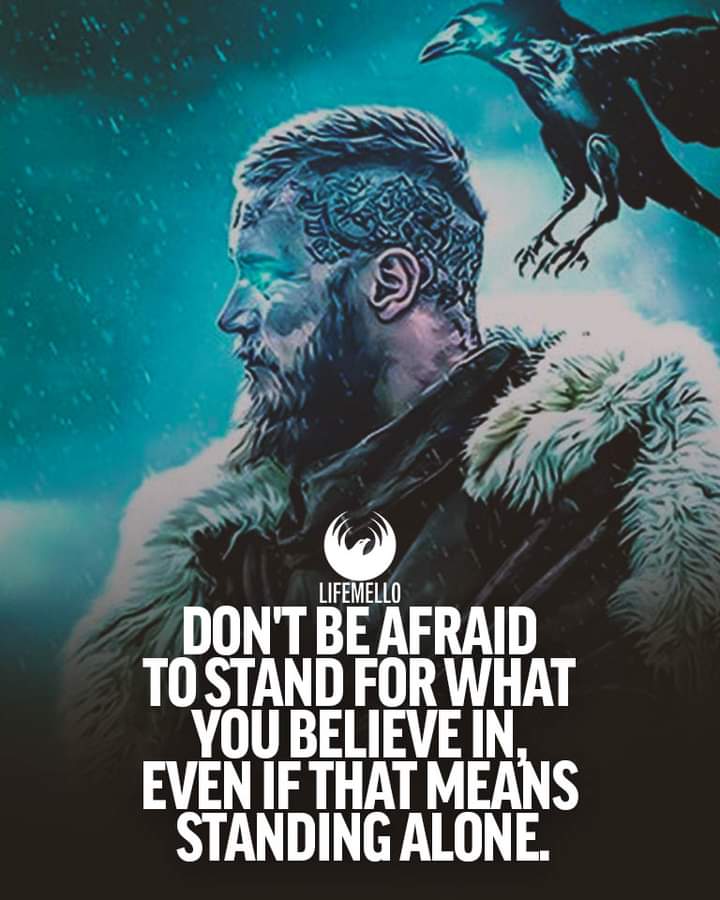 LIFEMELLO
DON'T BE AFRAID
TO STAND FOR WHAT
YOU BELIEVE IN,
EVEN IF THAT MEANS
STANDING ALONE.